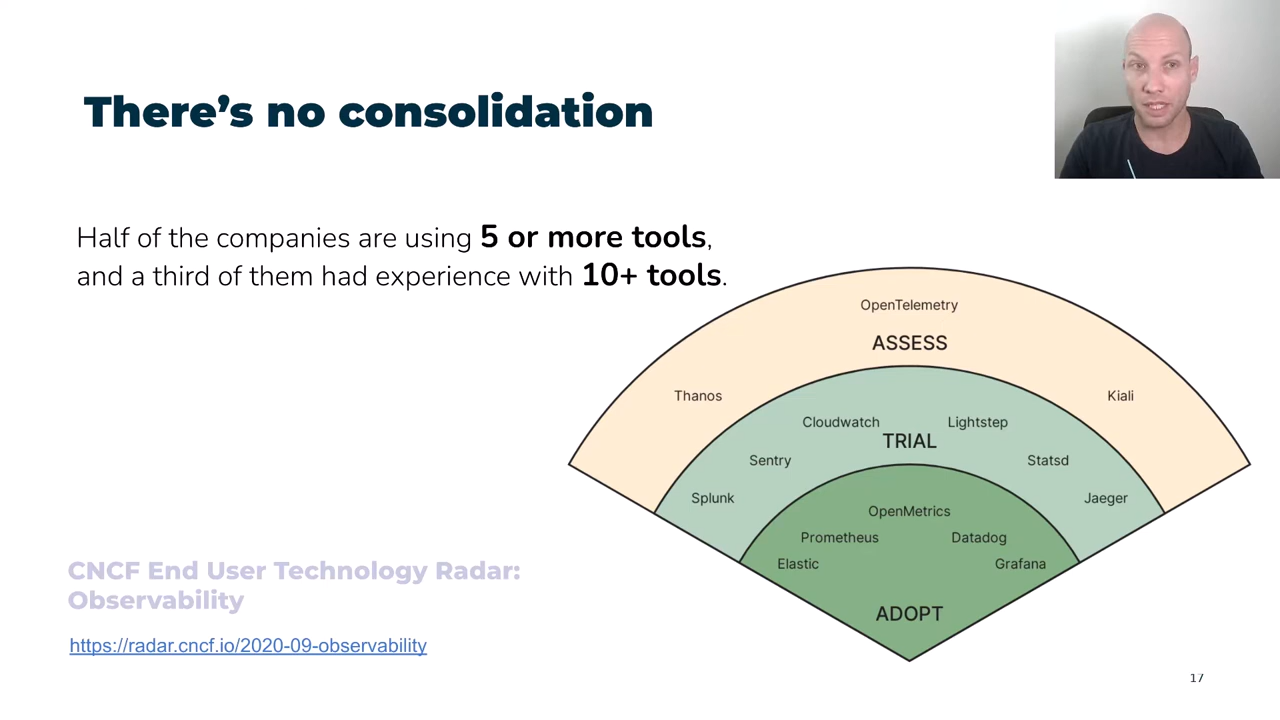 There's no consolidation
Half of the companies are using 5 or more tools,
and a third of them had experience with 10+ tools.
OpenTelemetry
ASSESS
Thanos
Kiali
Cloudwatch
Lightstep
TRIAL
Sentry
Statsd
Splunk
Jaeger
OpenMetrics
Prometheus
Datadog
Elastic
Grafana
ADOPT
CNCF End User Technology Radar:
Observability
https://radar.cncf.io/2020-09-observability
17